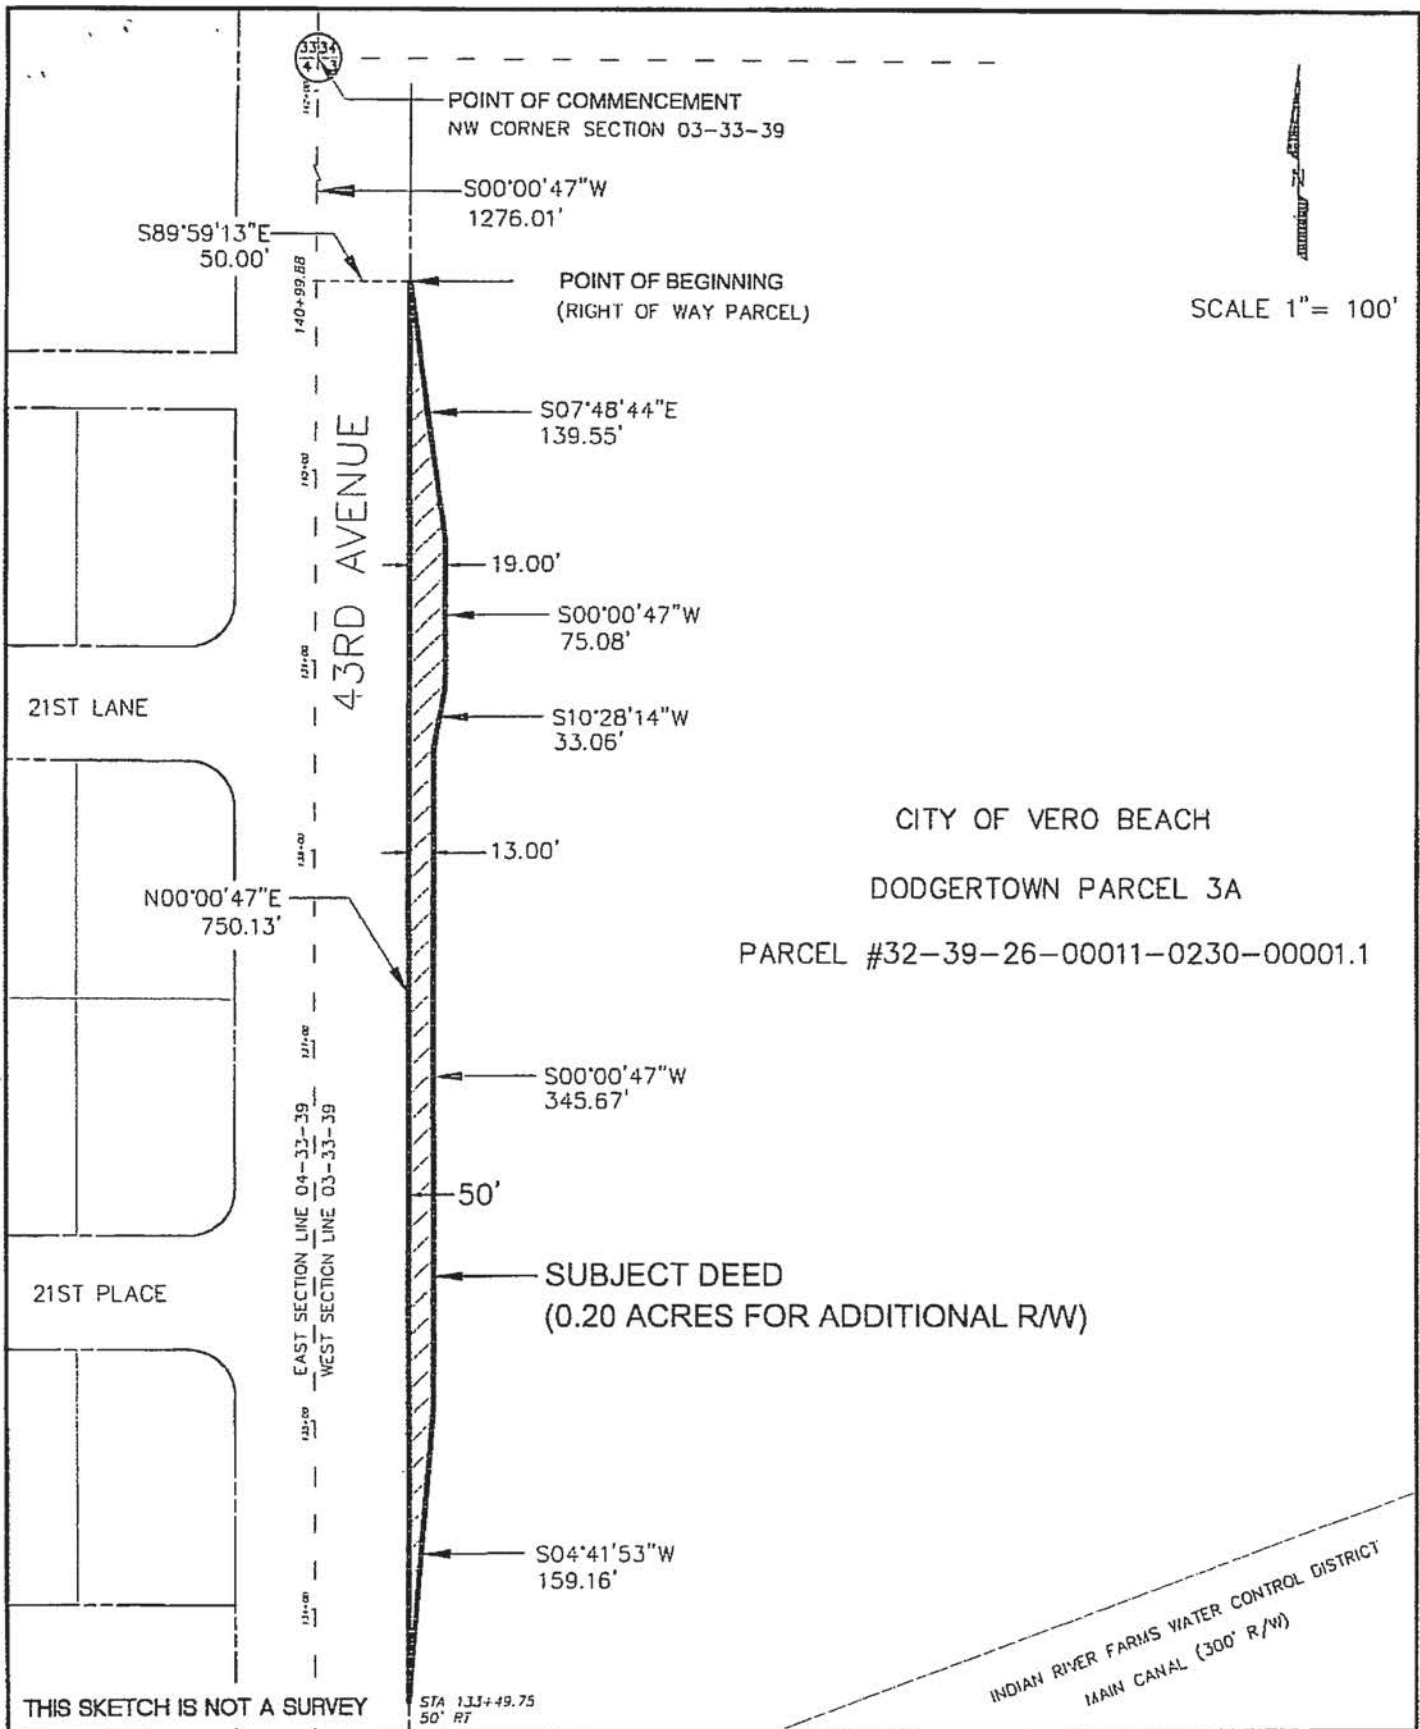 33 34
4 3
POINT OF COMMENCEMENT
NW CORNER SECTION 03-33-39
S00°00'47"W
1276.01'
S89°59'13"E
50.00'
140+99.88
POINT OF BEGINNING
(RIGHT OF WAY PARCEL)
N
SCALE 1"= 100'
S07°48'44"E
139.55'
43RD AVENUE
19.00'
S00°00'47"W
75.08'
21ST LANE
S10°28'14"W
33.06'
13.00'
CITY OF VERO BEACH
DODGERTOWN PARCEL 3A
PARCEL #32-39-26-00011-0230-00001.1
N00°00'47"E
750.13'
S00°00'47"W
345.67'
EAST SECTION LINE 04-33-39
WEST SECTION LINE 03-33-39
50'
SUBJECT DEED
(0.20 ACRES FOR ADDITIONAL R/W)
21ST PLACE
S04°41'53"W
159.16'
INDIAN RIVER FARMS WATER CONTROL DISTRICT
MAIN CANAL (300' R/W)
THIS SKETCH IS NOT A SURVEY
STA 133+49.75
50' RT